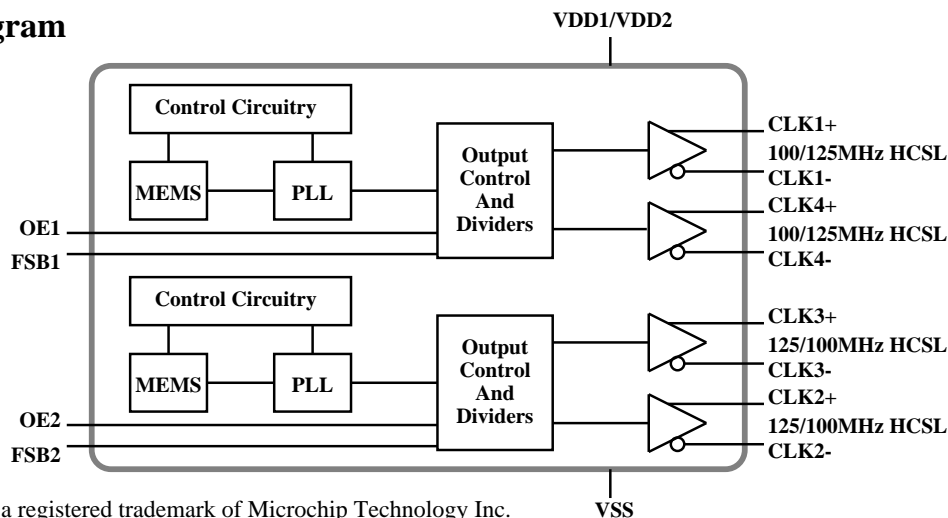 gram
VDD1/VDD2
Control Circuitry
MEMS
PLL
Output
Control
And
Dividers
OE1
FSB1
CLK1+
100/125MHz HCSL
CLK1-
CLK4+
100/125MHz HCSL
CLK4-
Control Circuitry
MEMS
PLL
Output
Control
And
Dividers
OE2
FSB2
CLK3+
125/100MHz HCSL
CLK3-
CLK2+
125/100MHz HCSL
CLK2-
VSS
a registered trademark of Microchip Technology Inc.